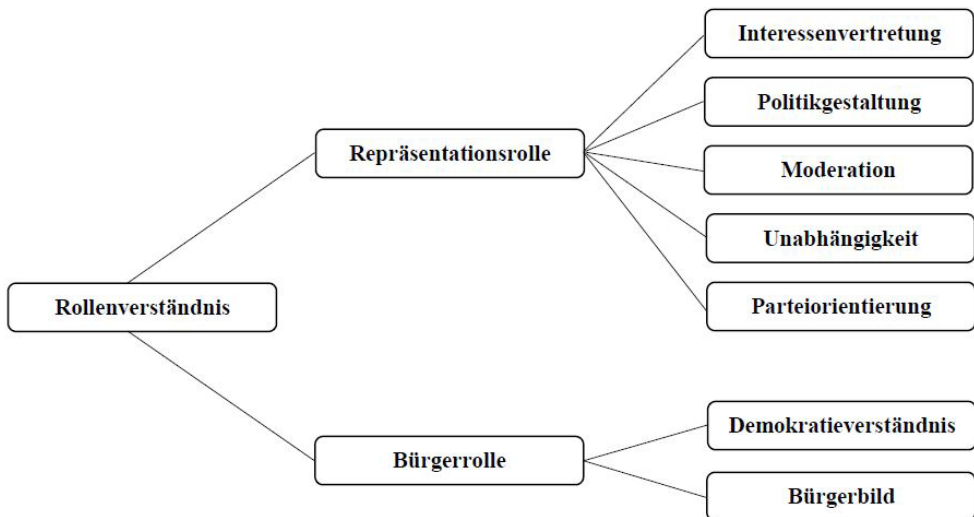 Interessenvertretung
Politikgestaltung
Repräsentationsrolle
Moderation
Unabhängigkeit
Rollenverständnis
Parteiorientierung
Demokratieverständnis
Bürgerrolle
Bürgerbild